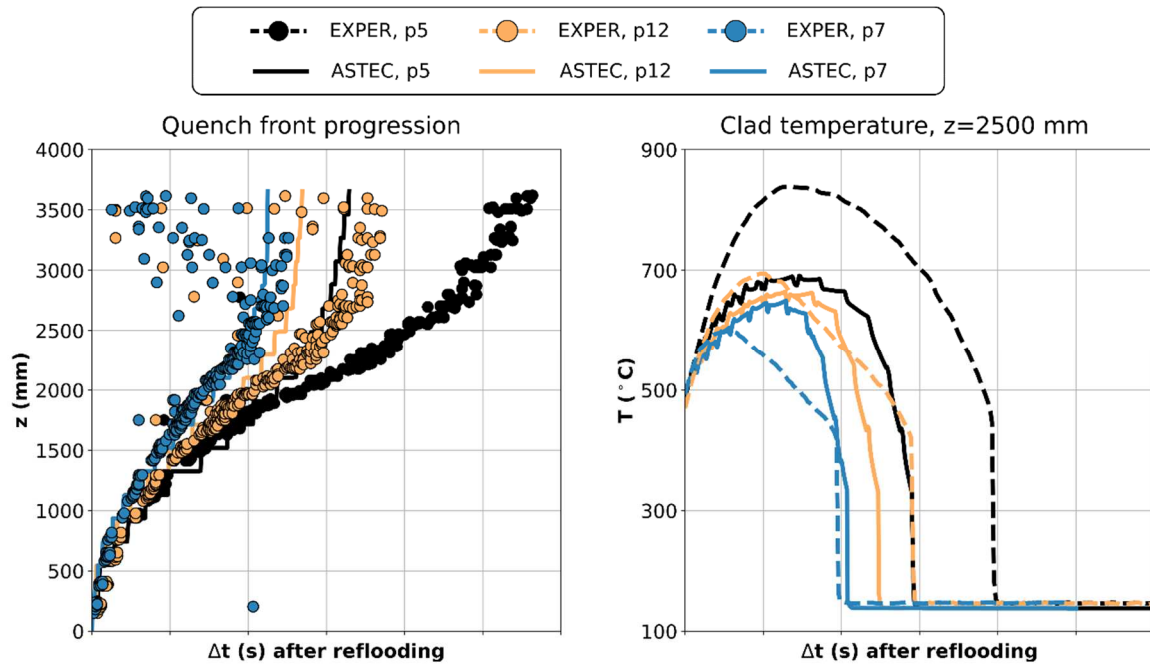 EXPER, p5 EXPER, p12 EXPER, p7
ASTEC, p5 ASTEC, p12 ASTEC, p7
Quench front progression
4000
3500
3000
2500
2000
1500
1000
500
0
z (mm)
Δt (s) after reflooding
Clad temperature, z=2500 mm
900
700
500
300
100
T (°C)
Δt (s) after reflooding